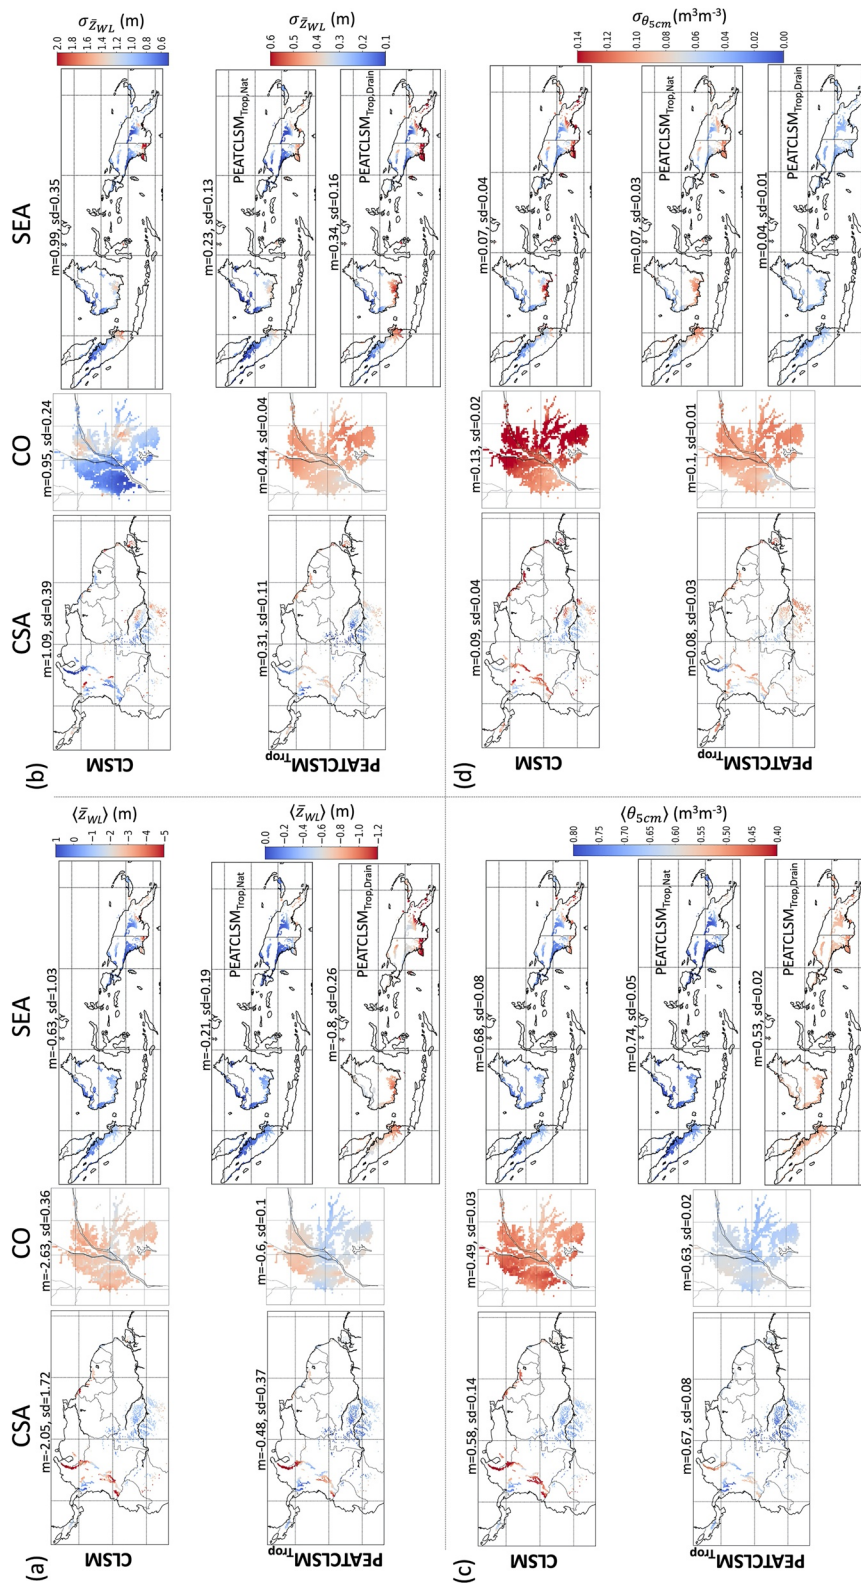 (a)
CSA
CO
SEA
⟨z̄WL⟩ (m)
CLSM
m=-2.05, sd=1.72
m=-2.63, sd=0.36
m=-0.63, sd=1.03
1
0
−1
−2
−3
−4
−5
PEATCLSMTrop
m=-0.48, sd=0.37
m=-0.6, sd=0.1
m=-0.21, sd=0.19
PEATCLSMTrop,Nat
m=-0.8, sd=0.26
PEATCLSMTrop,Drain
⟨z̄WL⟩ (m)
0.0
−0.2
−0.4
−0.6
−0.8
−1.0
−1.2
(b)
CSA
CO
SEA
σz̄WL (m)
CLSM
m=1.09, sd=0.39
m=0.95, sd=0.24
m=0.99, sd=0.35
2.0
1.8
1.6
1.4
1.2
1.0
0.8
0.6
PEATCLSMTrop
m=0.31, sd=0.11
m=0.44, sd=0.04
m=0.23, sd=0.13
PEATCLSMTrop,Nat
m=0.34, sd=0.16
PEATCLSMTrop,Drain
σz̄WL (m)
0.6
0.5
0.4
0.3
0.2
0.1
(c)
⟨θ5cm⟩ (m³m⁻³)
CLSM
m=0.58, sd=0.14
m=0.49, sd=0.03
m=0.68, sd=0.08
0.80
0.75
0.70
0.65
0.60
0.55
0.50
0.45
0.40
PEATCLSMTrop
m=0.67, sd=0.08
m=0.63, sd=0.02
m=0.74, sd=0.05
PEATCLSMTrop,Nat
m=0.53, sd=0.02
PEATCLSMTrop,Drain
(d)
σθ5cm (m³m⁻³)
CLSM
m=0.09, sd=0.04
m=0.13, sd=0.02
m=0.07, sd=0.04
0.14
0.12
0.10
0.08
0.06
0.04
0.02
0.00
PEATCLSMTrop
m=0.08, sd=0.03
m=0.1, sd=0.01
m=0.07, sd=0.03
PEATCLSMTrop,Nat
m=0.04, sd=0.01
PEATCLSMTrop,Drain